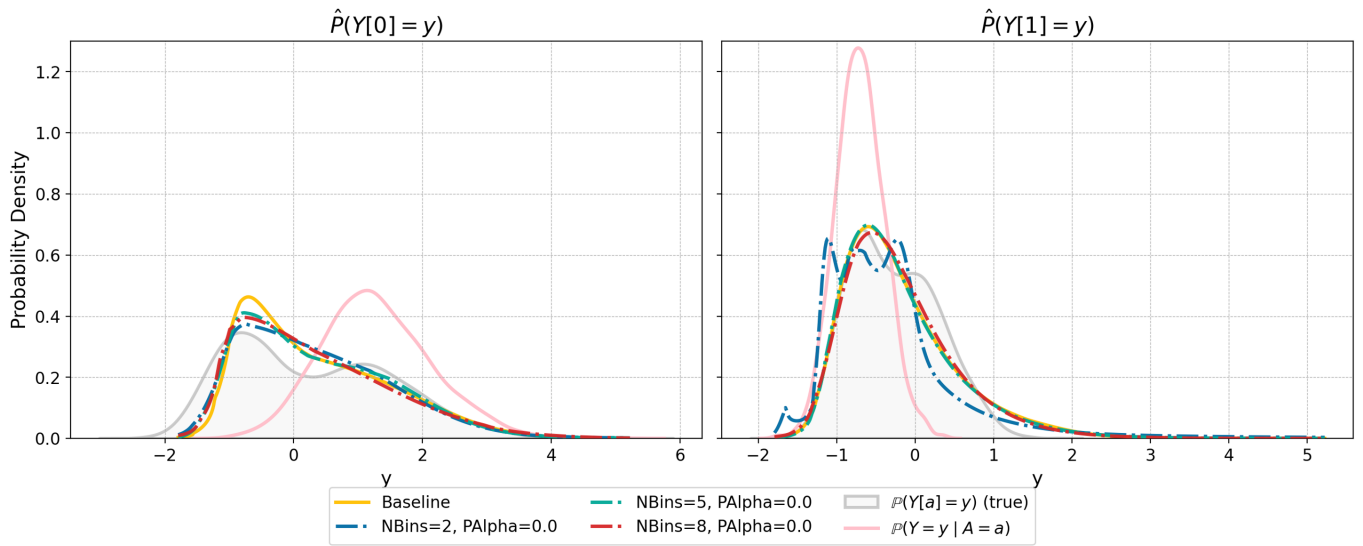 P̂(Y[0] = y)
P̂(Y[1] = y)
Probability Density
1.2
1.0
0.8
0.6
0.4
0.2
0.0
−2 0 2 4 6
−2 −1 0 1 2 3 4 5
y
y
Baseline
NBins=2, PAlpha=0.0
NBins=5, PAlpha=0.0
NBins=8, PAlpha=0.0
ℙ(Y[a] = y) (true)
ℙ(Y = y | A = a)